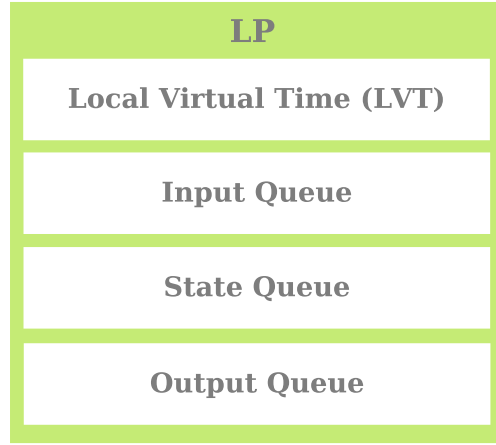 LP
Local Virtual Time (LVT)
Input Queue
State Queue
Output Queue